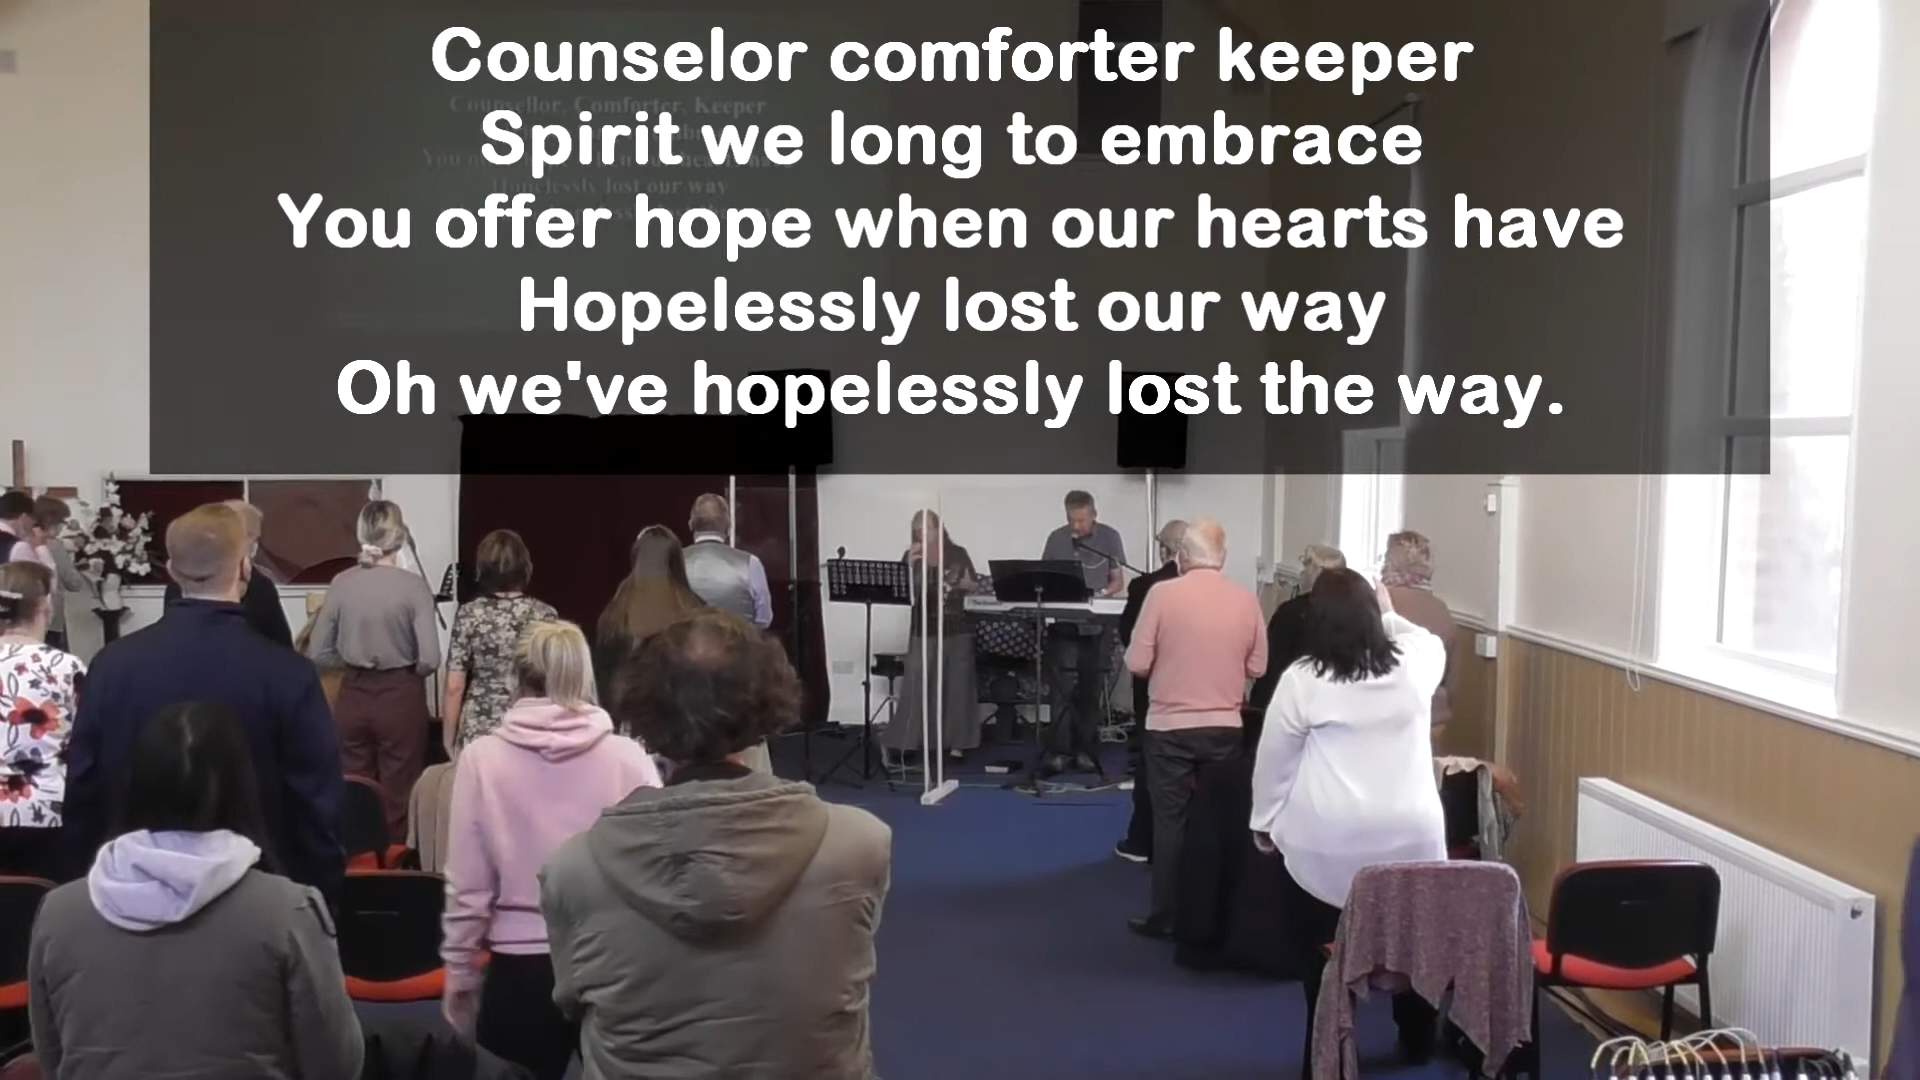 Counselor comforter keeper
Spirit we long to embrace
You offer hope when our hearts have
Hopelessly lost our way
Oh we've hopelessly lost the way.
Counsellor, Comforter, Keeper
Hopelessly lost our way